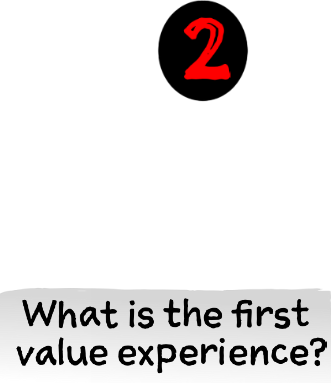 2
What is the first
value experience?